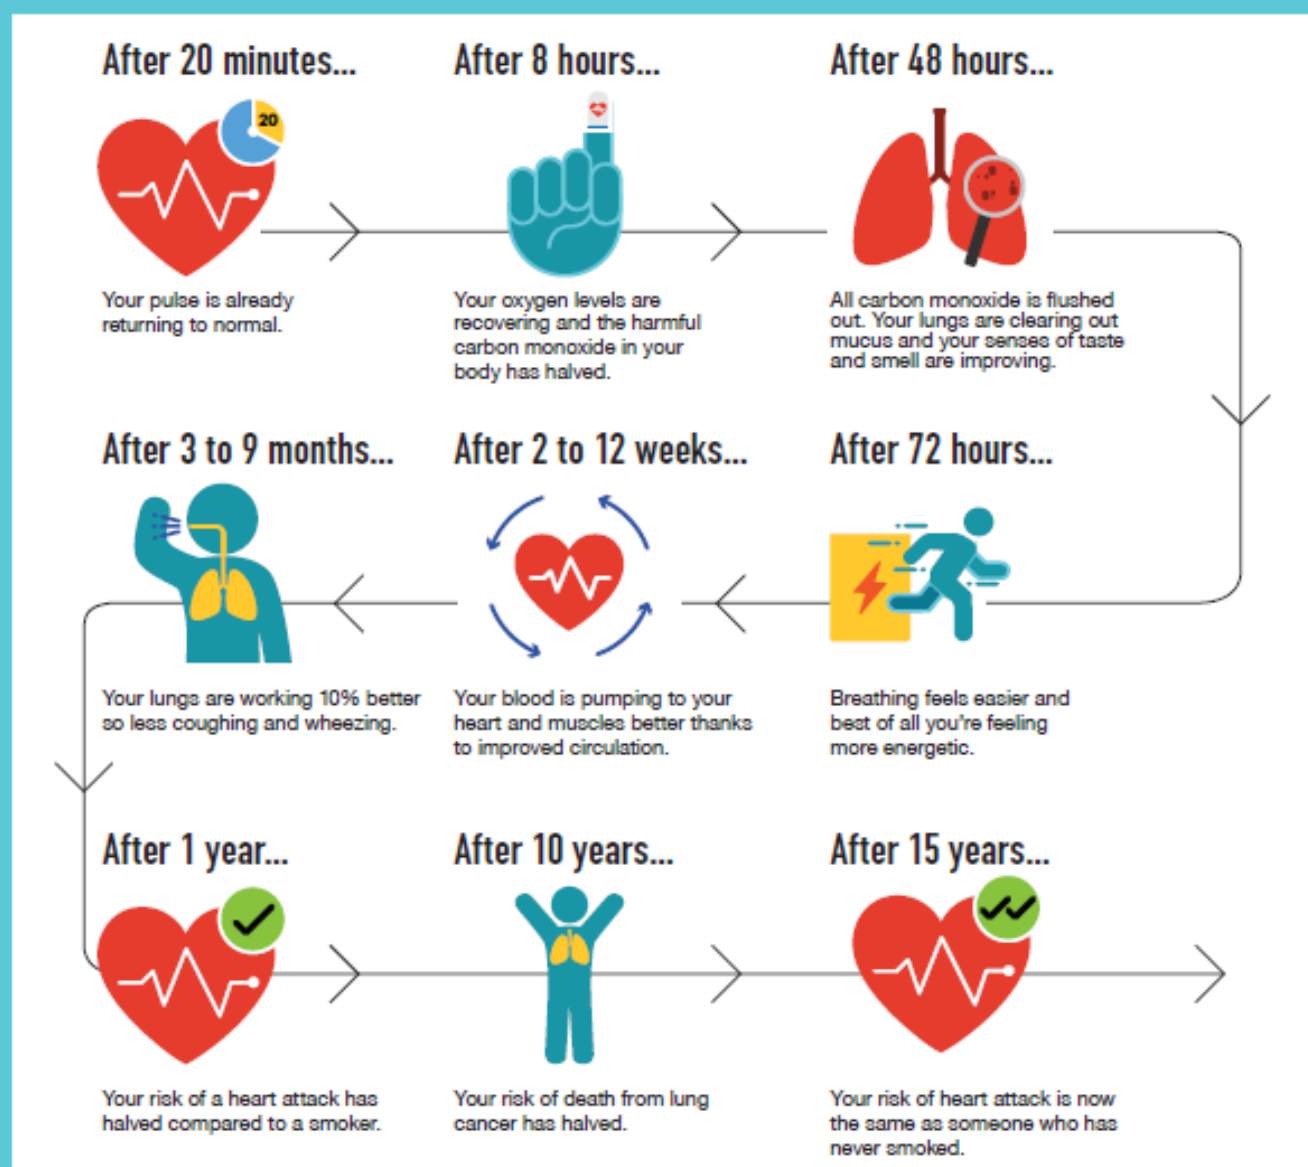 After 20 minutes...
20
Your pulse is already
returning to normal.
After 8 hours...
Your oxygen levels are
recovering and the harmful
carbon monoxide in your
body has halved.
After 48 hours...
All carbon monoxide is flushed
out. Your lungs are clearing out
mucus and your senses of taste
and smell are improving.
After 72 hours...
Breathing feels easier and
best of all you're feeling
more energetic.
After 2 to 12 weeks...
Your blood is pumping to your
heart and muscles better thanks
to improved circulation.
After 3 to 9 months...
Your lungs are working 10% better
so less coughing and wheezing.
After 1 year...
Your risk of a heart attack has
halved compared to a smoker.
After 10 years...
Your risk of death from lung
cancer has halved.
After 15 years...
Your risk of heart attack is now
the same as someone who has
never smoked.